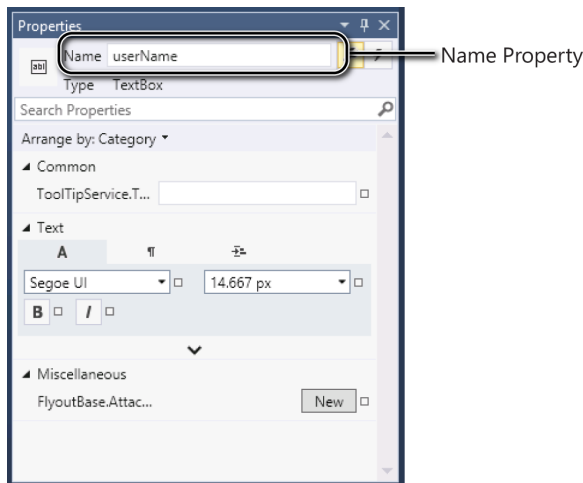 Properties
Name userName
Name Property
abl
Type TextBox
Search Properties
Arrange by: Category
Common
ToolTipService.T...
Text
A ¶
Segoe UI 14.667 px
B I
Miscellaneous
FlyoutBase.Attac... New